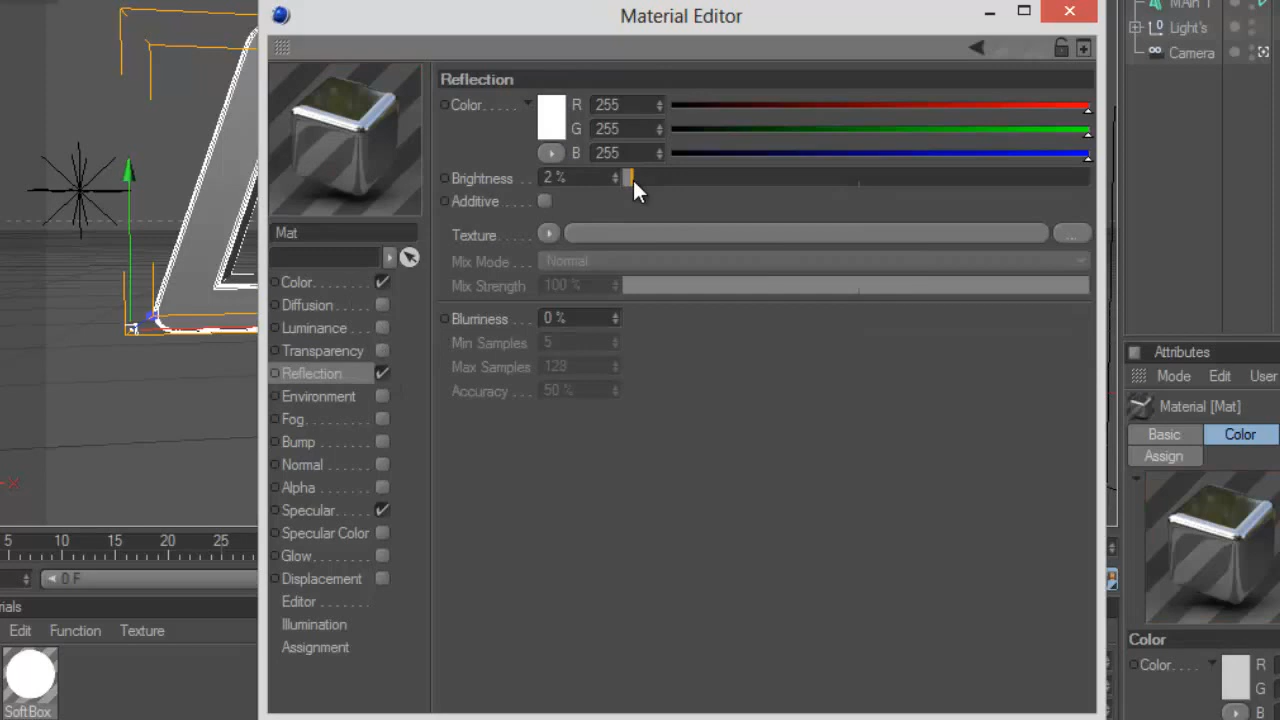 Material Editor
Reflection
Color
R 255
G 255
B 255
Brightness 2 %
Additive
Texture
...
Mix Mode Normal
Mix Strength 100 %
Blurriness 0 %
Min Samples 5
Max Samples 128
Accuracy 50 %
Mat
Color
Diffusion
Luminance
Transparency
Reflection
Environment
Fog
Bump
Normal
Alpha
Specular
Specular Color
Glow
Displacement
Editor
Illumination
Assignment
X
5 10 15 20 25
0 F
rials
Edit Function Texture
SoftBox
Light's
Camera
Attributes
Mode Edit User
Material [Mat]
Basic Color
Assign
Color
Color R
G
B